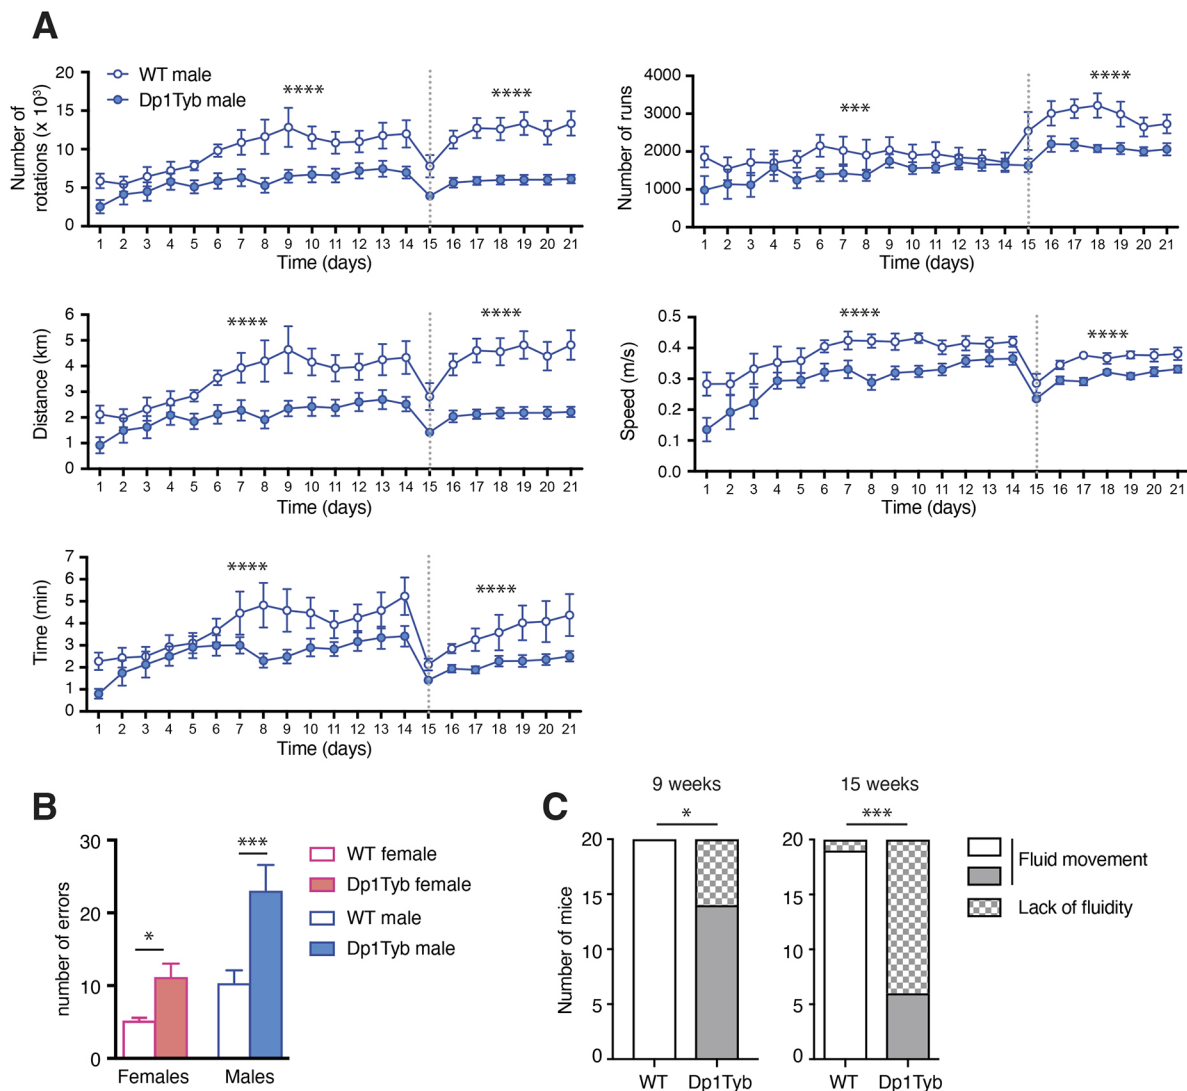 A
Number of
rotations (x 10³)
20
15
10
5
0
WT male
Dp1Tyb male
****
****
1 2 3 4 5 6 7 8 9 10 11 12 13 14 15 16 17 18 19 20 21
Time (days)
Number of runs
4000
3000
2000
1000
0
***
****
1 2 3 4 5 6 7 8 9 10 11 12 13 14 15 16 17 18 19 20 21
Time (days)
Distance (km)
6
5
4
3
2
1
0
****
****
1 2 3 4 5 6 7 8 9 10 11 12 13 14 15 16 17 18 19 20 21
Time (days)
Speed (m/s)
0.5
0.4
0.3
0.2
0.1
0.0
****
****
1 2 3 4 5 6 7 8 9 10 11 12 13 14 15 16 17 18 19 20 21
Time (days)
Time (min)
7
6
5
4
3
2
1
0
****
****
1 2 3 4 5 6 7 8 9 10 11 12 13 14 15 16 17 18 19 20 21
Time (days)
B
number of errors
30
20
10
0
*
***
Females Males
WT female
Dp1Tyb female
WT male
Dp1Tyb male
C
9 weeks
*
Number of mice
20
15
10
5
0
WT Dp1Tyb
15 weeks
***
20
15
10
5
0
WT Dp1Tyb
Fluid movement
Lack of fluidity